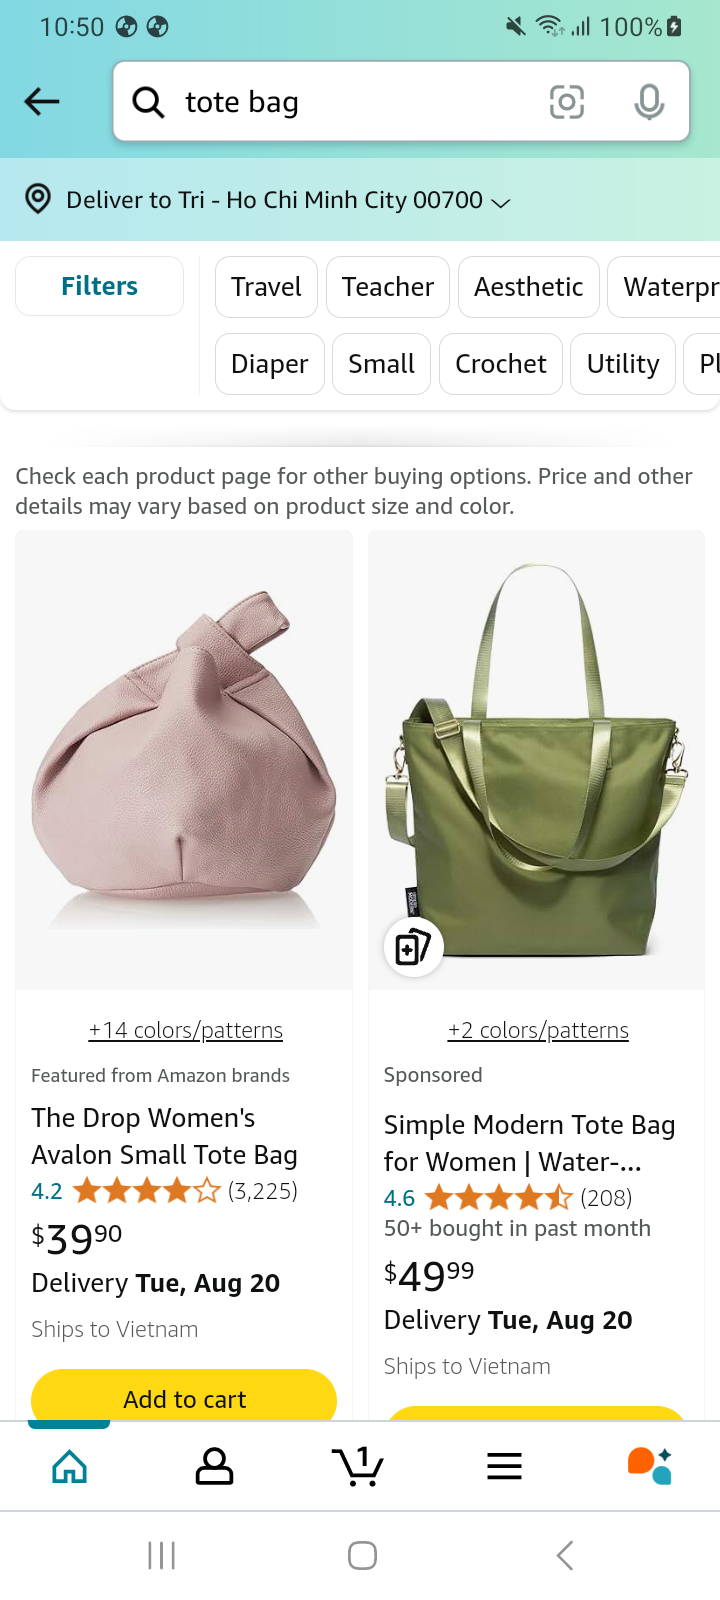 10:50
100%
tote bag
Deliver to Tri - Ho Chi Minh City 00700
Filters
Travel
Teacher
Aesthetic
Waterpr
Diaper
Small
Crochet
Utility
Pl
Check each product page for other buying options. Price and other
details may vary based on product size and color.
+14 colors/patterns
Featured from Amazon brands
The Drop Women's
Avalon Small Tote Bag
4.2 (3,225)
$3990
Delivery Tue, Aug 20
Ships to Vietnam
Add to cart
+2 colors/patterns
Sponsored
Simple Modern Tote Bag
for Women | Water-...
4.6 (208)
50+ bought in past month
$4999
Delivery Tue, Aug 20
Ships to Vietnam
1